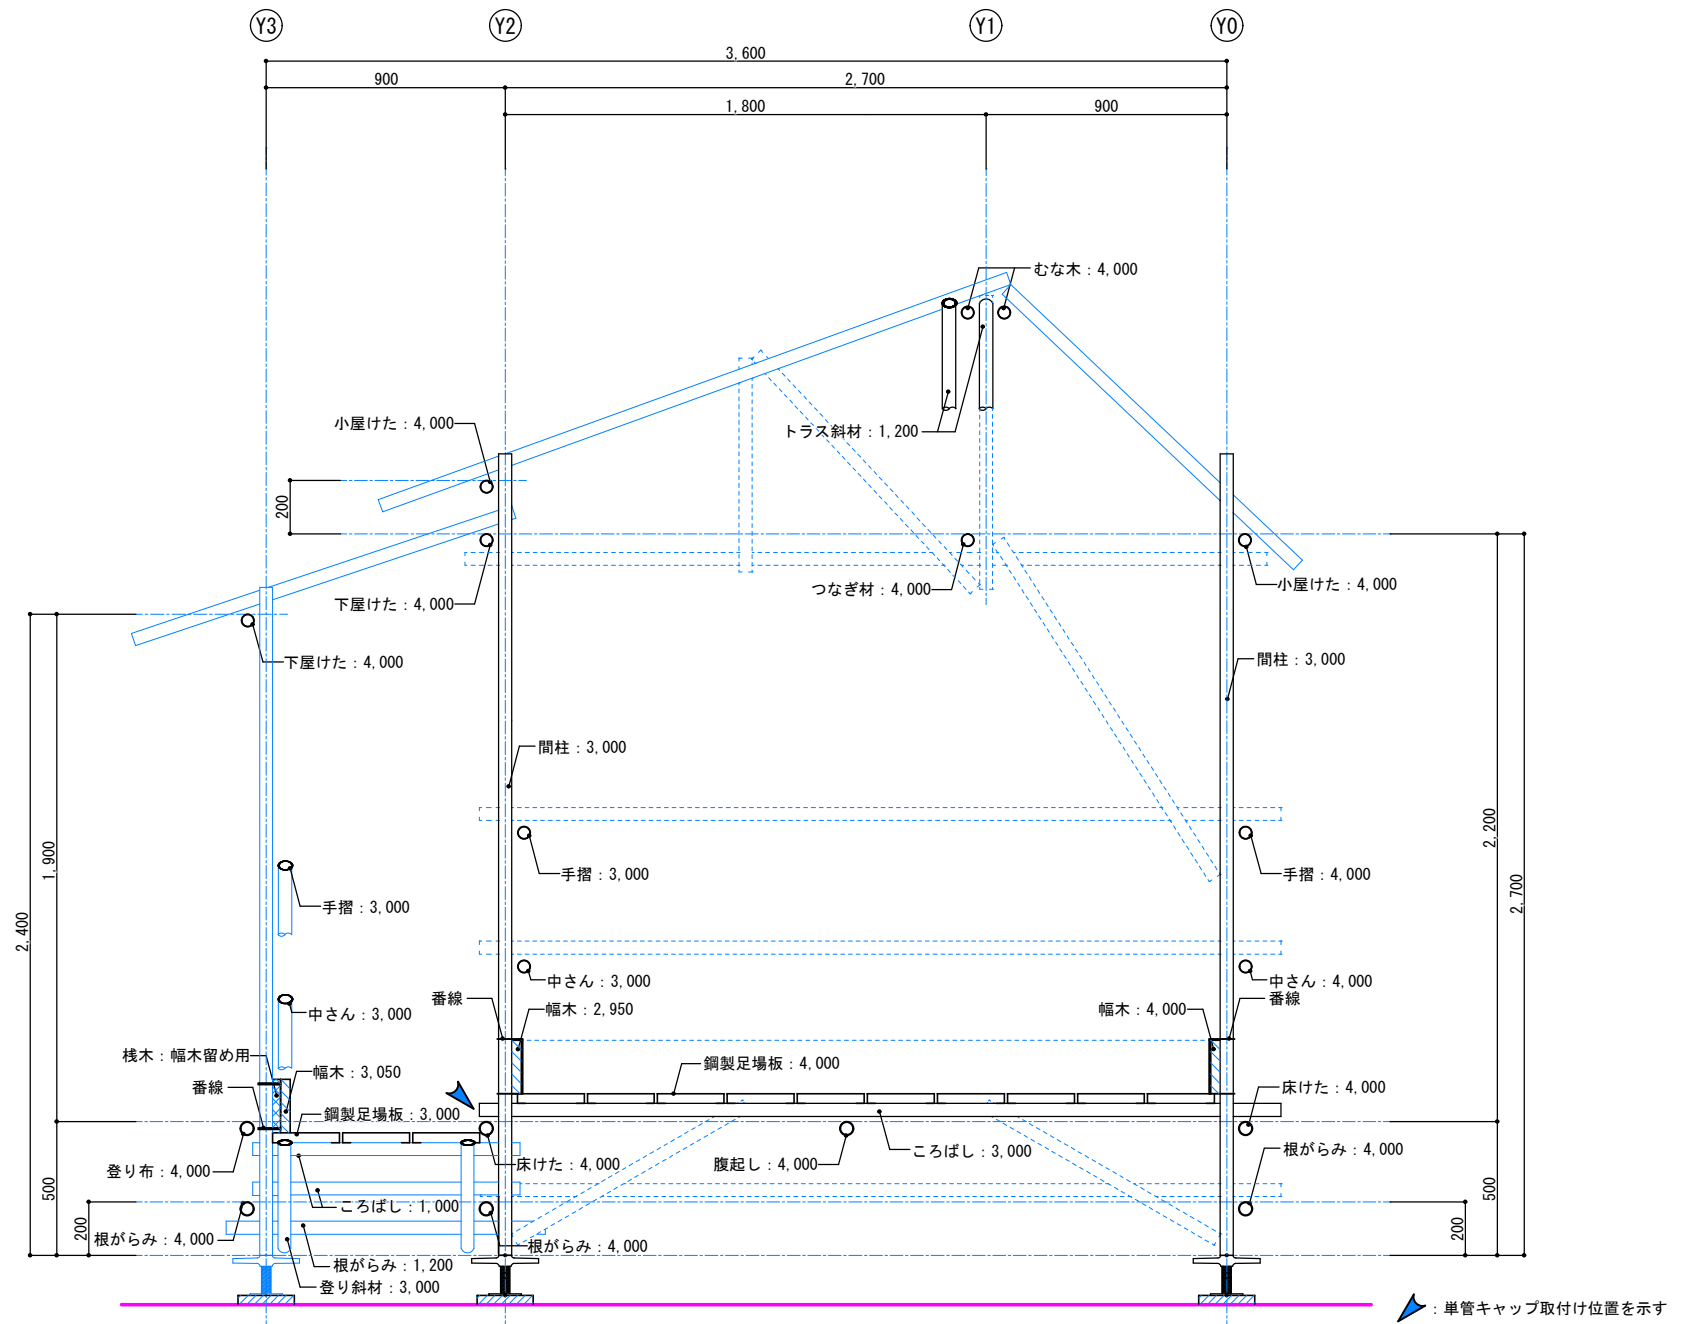 Y3
Y2
Y1
Y0
3,600
900
2,700
1,800
900
むな木：4,000
小屋けた：4,000
トラス斜材：1,200
200
下屋けた：4,000
つなぎ材：4,000
小屋けた：4,000
下屋けた：4,000
間柱：3,000
間柱：3,000
1,900
2,200
2,400
2,700
手摺：3,000
手摺：4,000
手摺：3,000
中さん：3,000
中さん：4,000
番線
番線
幅木：2,950
幅木：4,000
中さん：3,000
桟木：幅木留め用
鋼製足場板：4,000
幅木：3,050
番線
床けた：4,000
鋼製足場板：3,000
登り布：4,000
床けた：4,000
腹起し：4,000
ころばし：3,000
根がらみ：4,000
500
500
ころばし：1,000
200
200
根がらみ：4,000
根がらみ：4,000
根がらみ：1,200
登り斜材：3,000
：単管キャップ取付け位置を示す